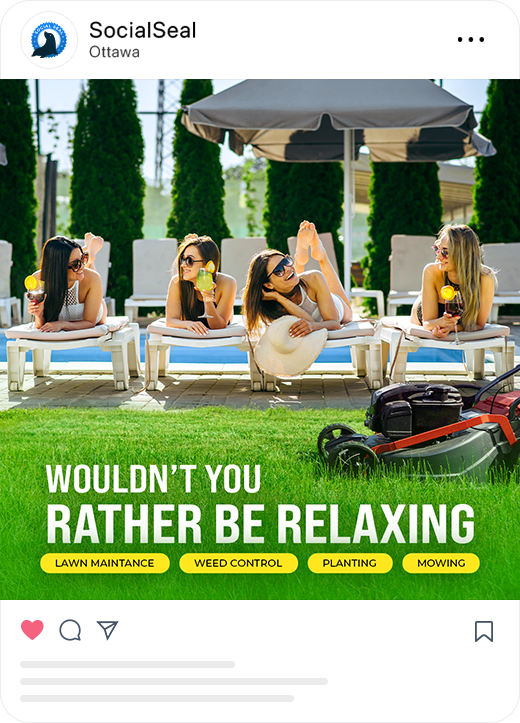 SocialSeal
Ottawa
WOULDN'T YOU
RATHER BE RELAXING
LAWN MAINTANCE
WEED CONTROL
PLANTING
MOWING